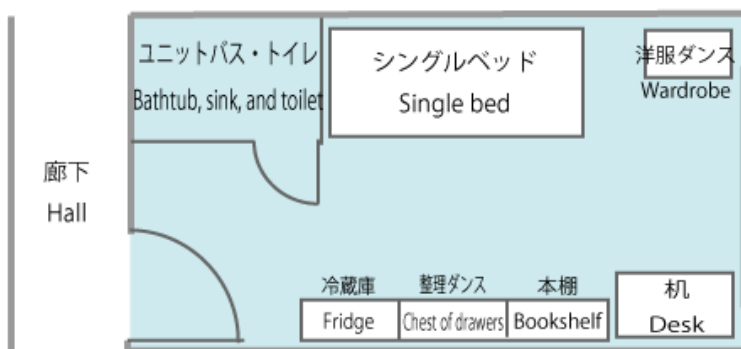 ユニットバス・トイレ
Bathtub, sink, and toilet
シングルベッド
Single bed
洋服ダンス
Wardrobe
廊下
Hall
冷蔵庫
Fridge
整理ダンス
Chest of drawers
本棚
Bookshelf
机
Desk